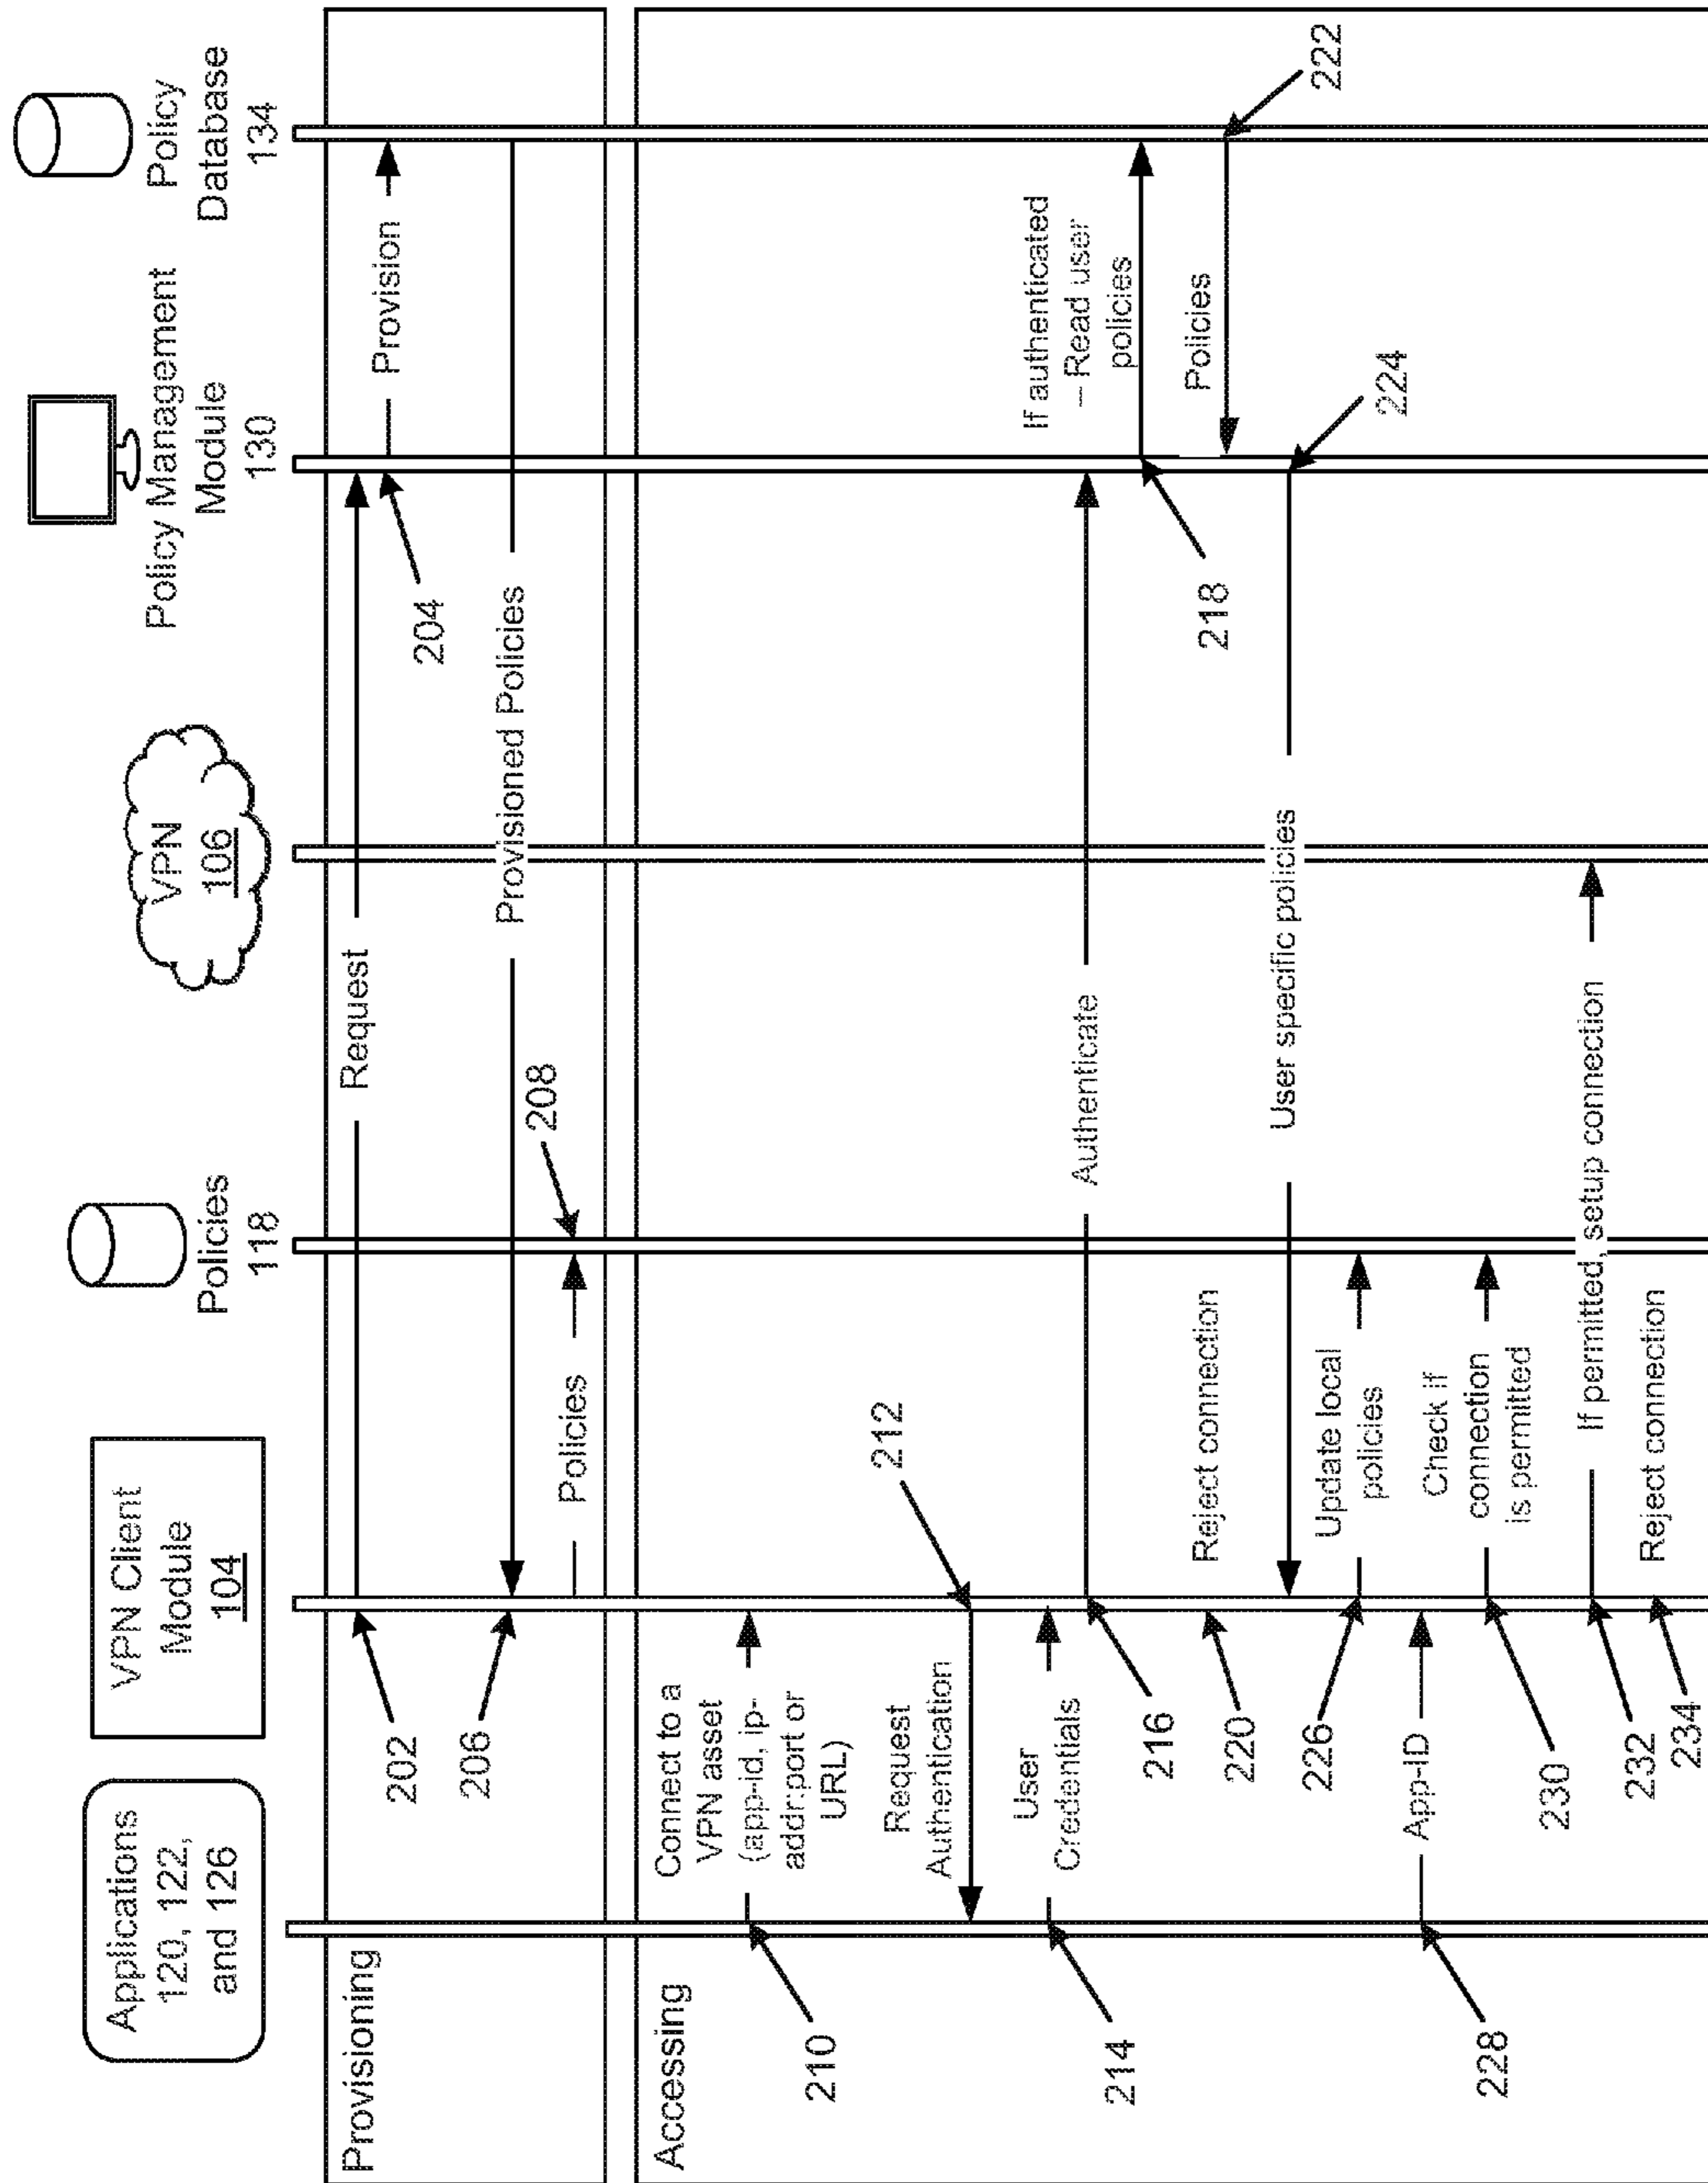 Applications
120, 122,
and 126
VPN Client
Module
104
Policies
118
VPN
106
Policy Management
Module
130
Policy
Database
134
Provisioning
202
Request
204
Provision
206
Provisioned Policies
Policies
208
Accessing
210
Connect to a
VPN asset
(app-id, ip-
addr:port or
URL)
212
Request
Authentication
214
User
Credentials
216
Authenticate
218
If authenticated
– Read user
policies
220
Reject connection
222
Policies
224
User specific policies
226
Update local
policies
228
App-ID
230
Check if
connection
is permitted
232
If permitted, setup connection
234
Reject connection